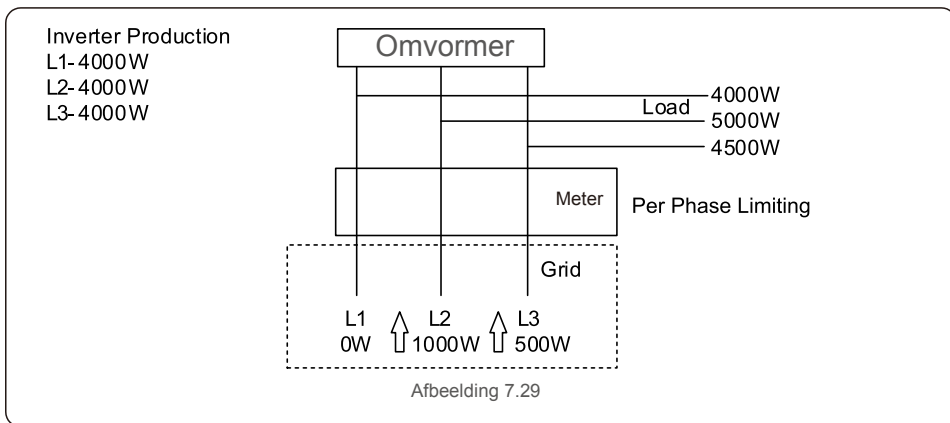 Inverter Production
L1-4000W
L2-4000W
L3-4000W
Omvormer
Load
4000W
5000W
4500W
Meter
Per Phase Limiting
Grid
L1 L2 L3
0W 1000W 500W
Afbeelding 7.29